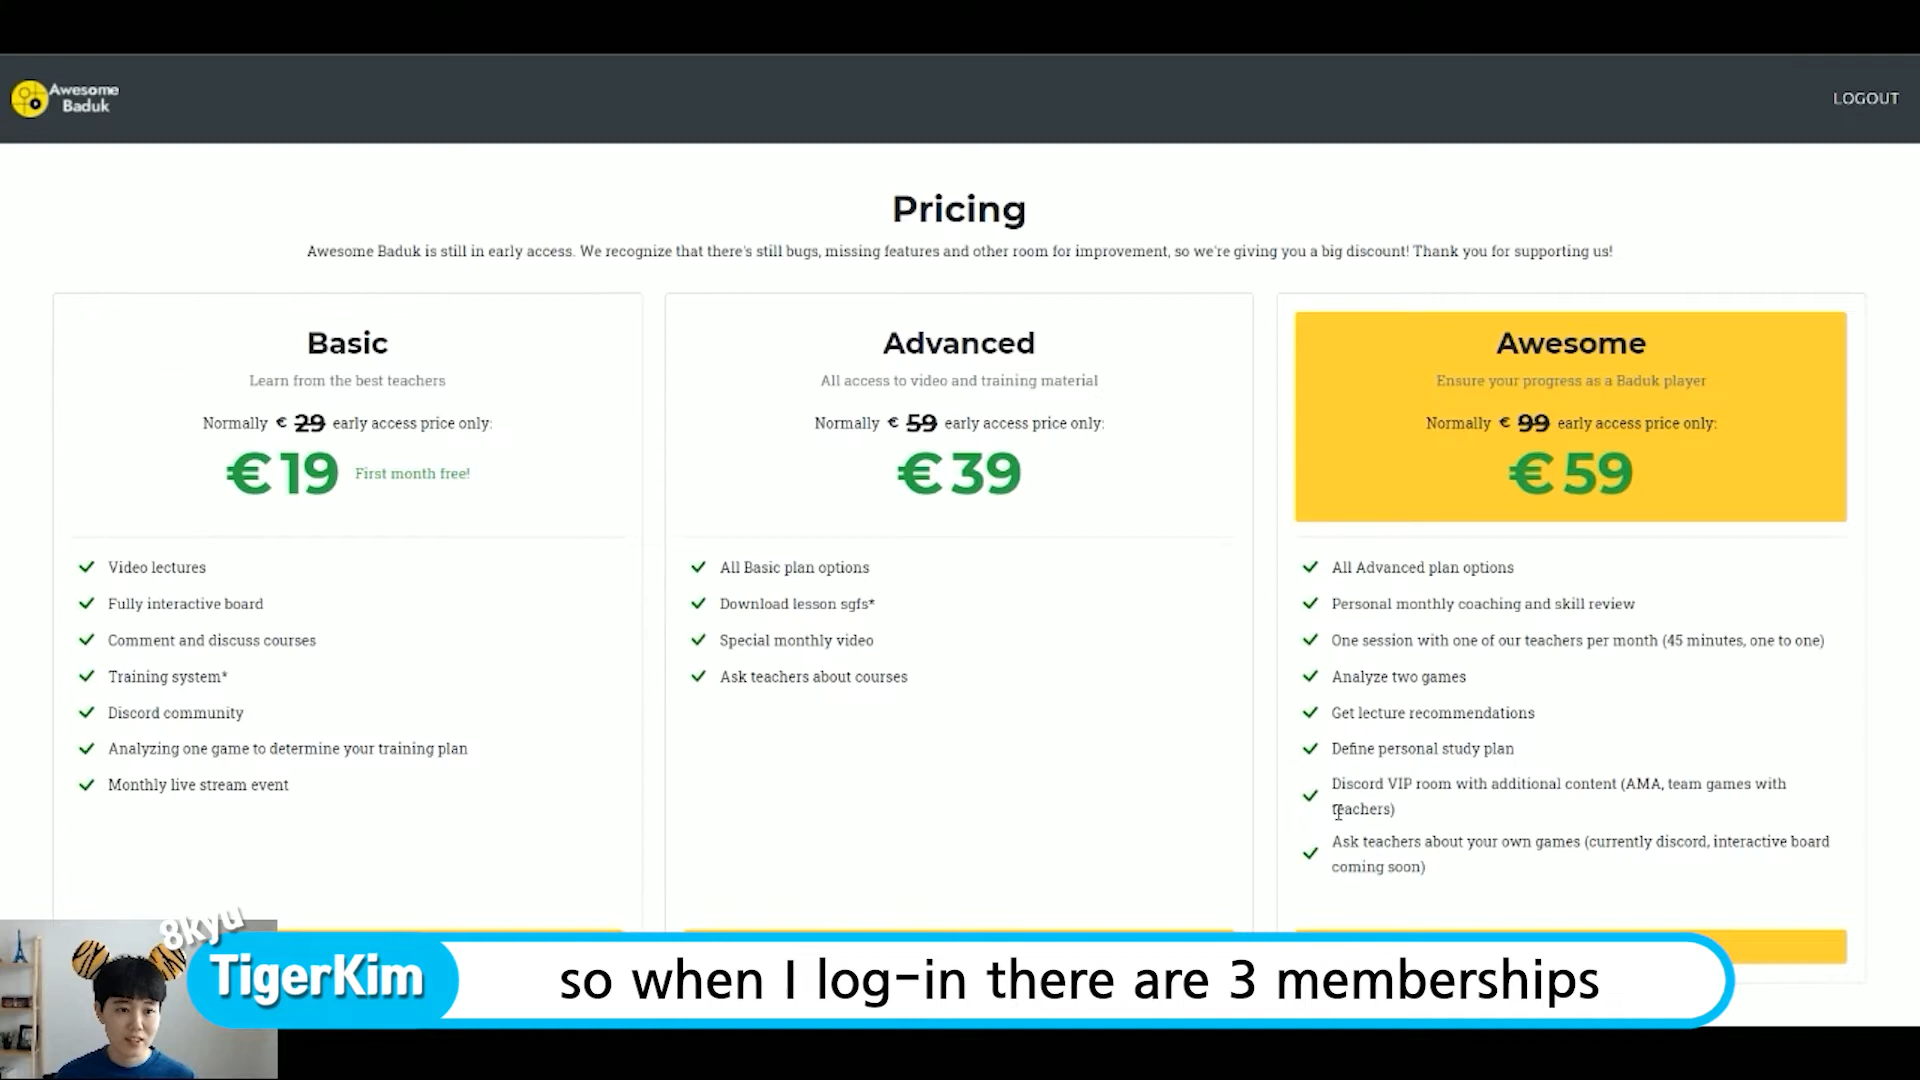 Awesome
Baduk
LOGOUT
Pricing
Awesome Baduk is still in early access. We recognize that there's still bugs, missing features and other room for improvement, so we're giving you a big discount! Thank you for supporting us!
Basic
Learn from the best teachers
Normally € 29 early access price only:
€19 First month free!
Video lectures
Fully interactive board
Comment and discuss courses
Training system*
Discord community
Analyzing one game to determine your training plan
Monthly live stream event
Advanced
All access to video and training material
Normally € 59 early access price only:
€39
All Basic plan options
Download lesson sgfs*
Special monthly video
Ask teachers about courses
Awesome
Ensure your progress as a Baduk player
Normally € 99 early access price only:
€59
All Advanced plan options
Personal monthly coaching and skill review
One session with one of our teachers per month (45 minutes, one to one)
Analyze two games
Get lecture recommendations
Define personal study plan
Discord VIP room with additional content (AMA, team games with
teachers)
Ask teachers about your own games (currently discord, interactive board
coming soon)
8kyu
TigerKim
so when I log-in there are 3 memberships